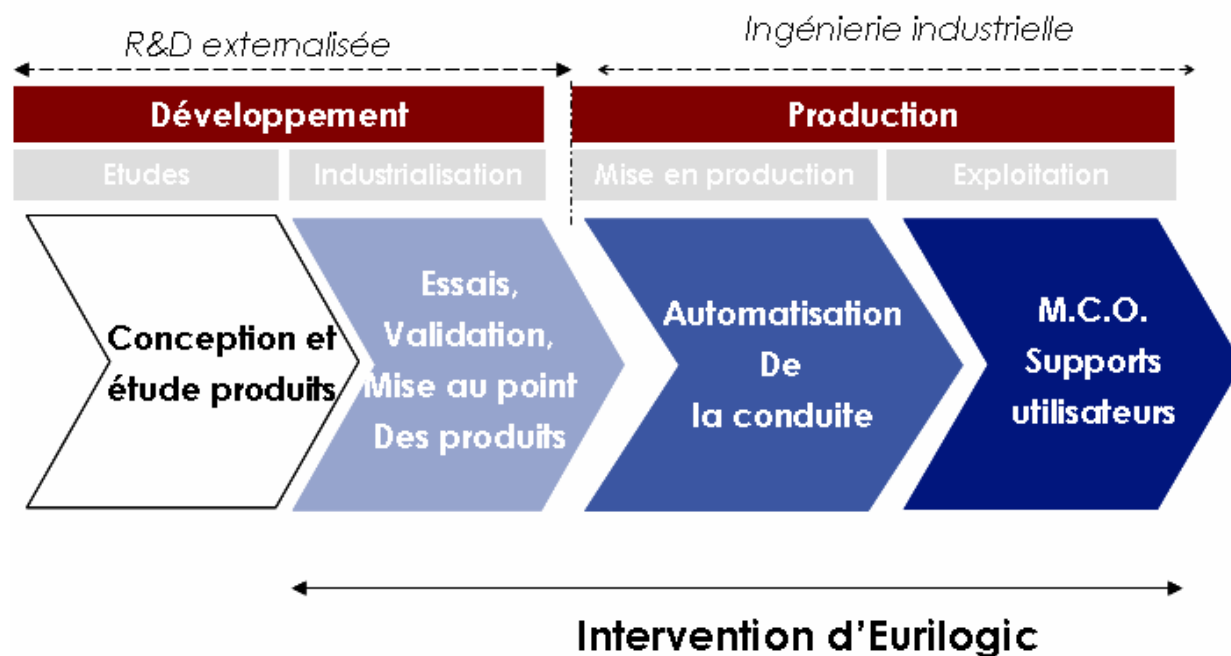 R&D externalisée
Ingénierie industrielle
Développement
Production
Etudes
Industrialisation
Mise en production
Exploitation
Conception et
étude produits
Essais,
Validation,
Mise au point
Des produits
Automatisation
De
la conduite
M.C.O.
Supports
utilisateurs
Intervention d'Eurilogic